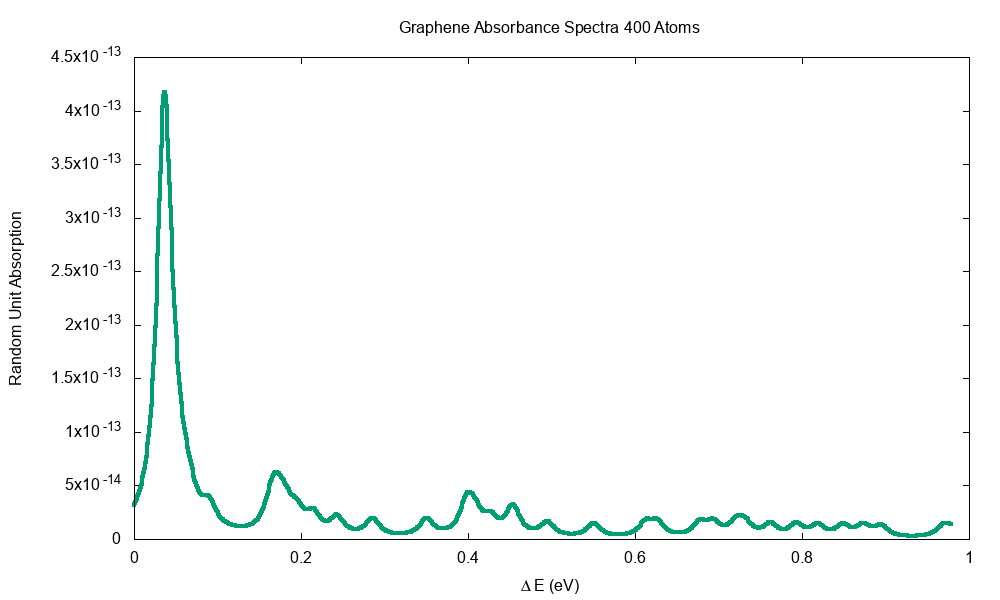 Graphene Absorbance Spectra 400 Atoms
4.5x10⁻¹³
4x10⁻¹³
3.5x10⁻¹³
3x10⁻¹³
2.5x10⁻¹³
2x10⁻¹³
1.5x10⁻¹³
1x10⁻¹³
5x10⁻¹⁴
0
Random Unit Absorption
0 0.2 0.4 0.6 0.8 1
Δ E (eV)